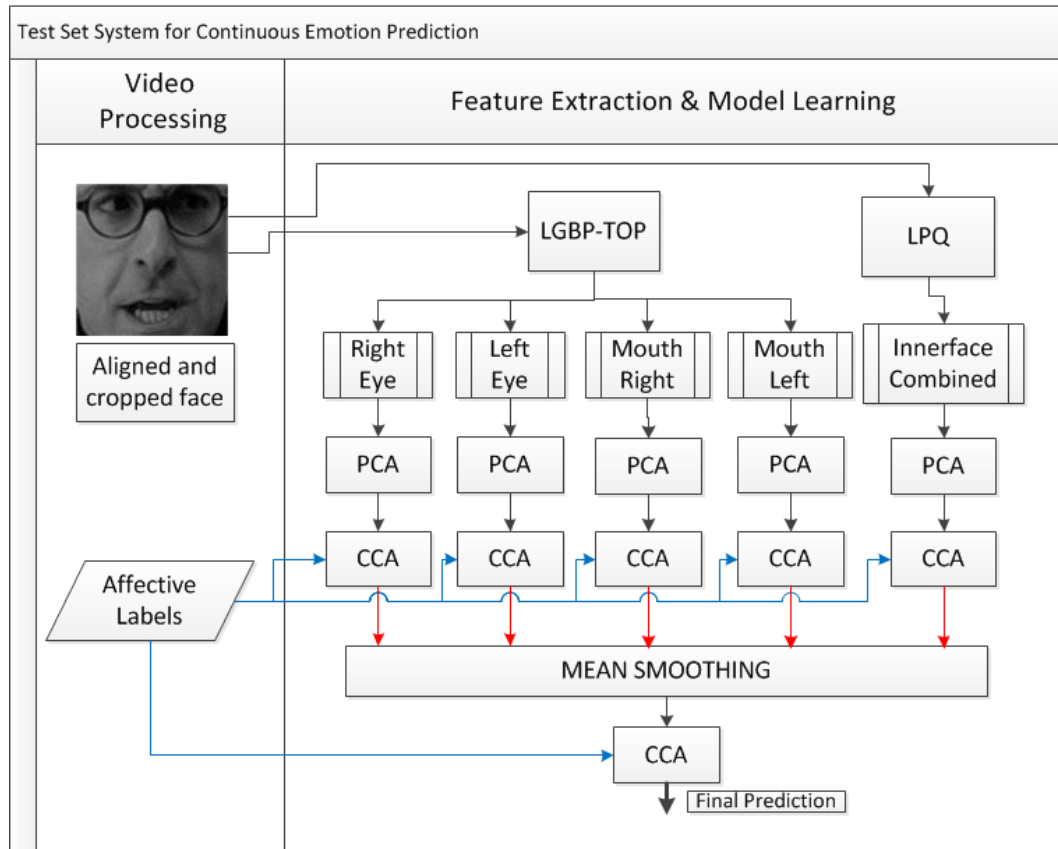 Test Set System for Continuous Emotion Prediction
Video
Processing
Feature Extraction & Model Learning
LGBP-TOP
LPQ
Aligned and
cropped face
Right
Eye
Left
Eye
Mouth
Right
Mouth
Left
Innerface
Combined
PCA
PCA
PCA
PCA
PCA
CCA
CCA
CCA
CCA
CCA
Affective
Labels
MEAN SMOOTHING
CCA
Final Prediction